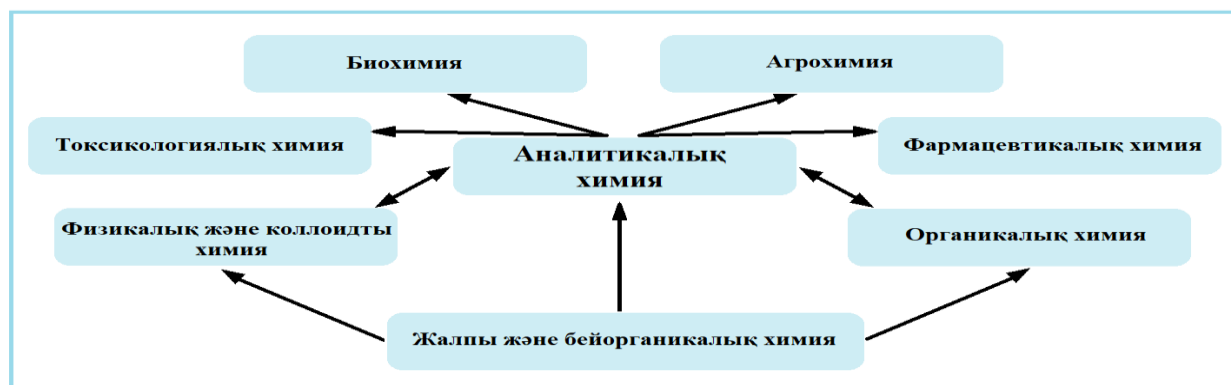 Биохимия
Агрохимия
Токсикологиялық химия
Аналитикалық
химия
Фармацевтикалық химия
Физикалық және коллоидты
химия
Органикалық химия
Жалпы және бейорганикалық химия